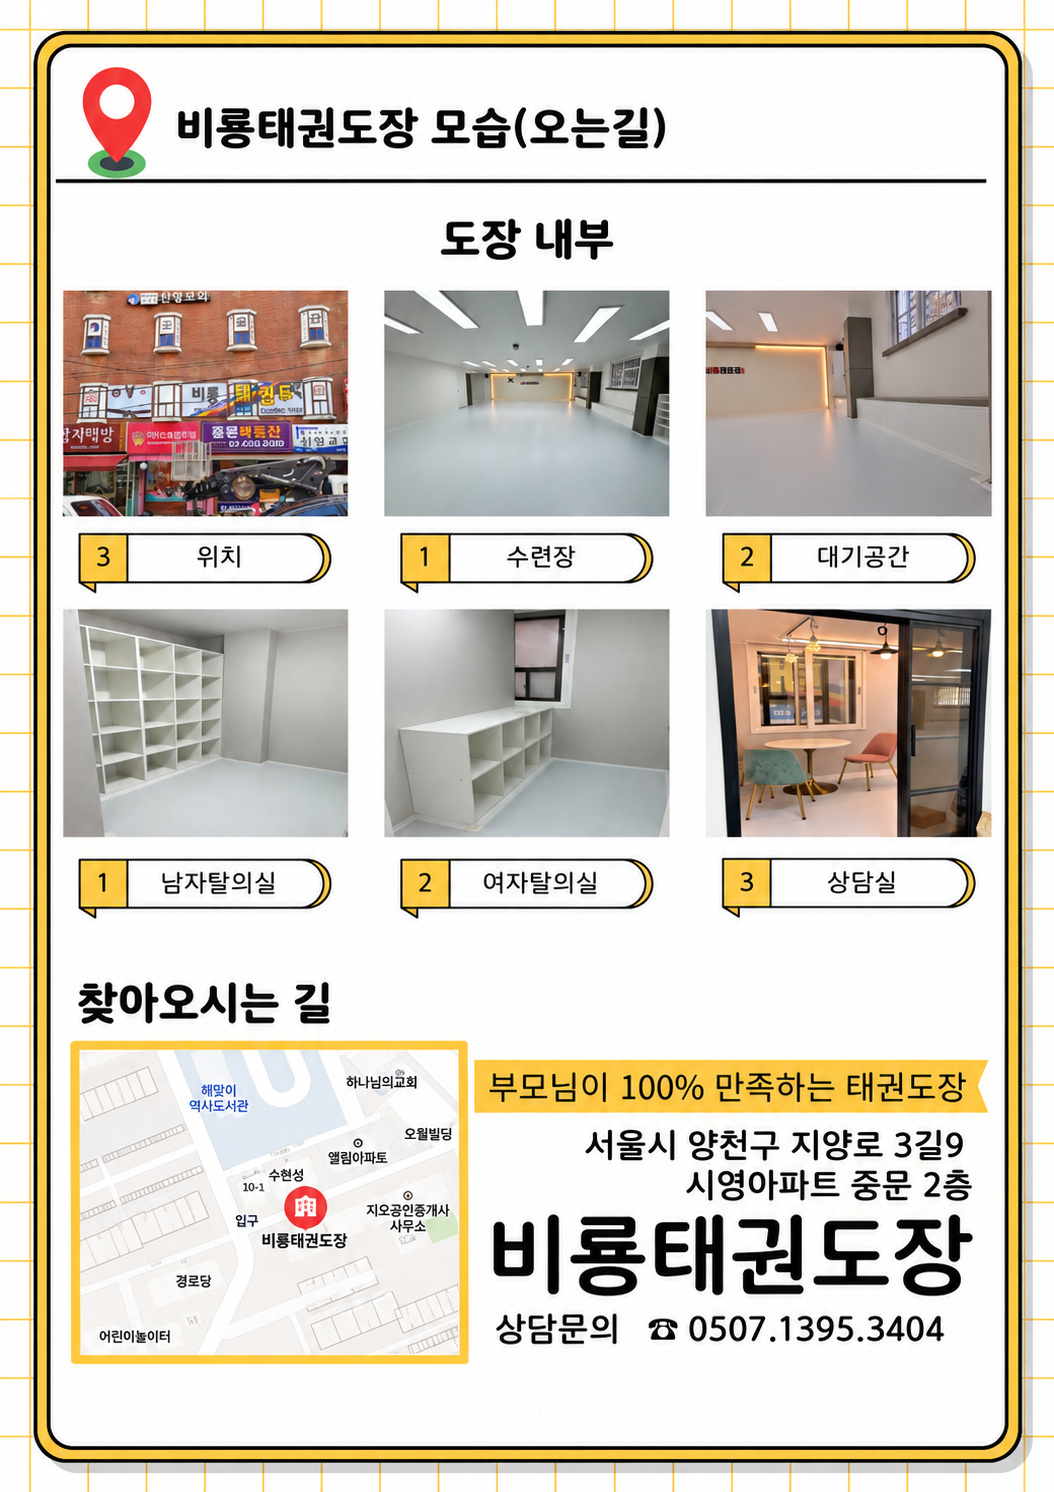 비룡태권도장 모습(오는길)
도장 내부
비룡 태권도
3 위치
1 수련장
2 대기공간
1 남자탈의실
2 여자탈의실
3 상담실
찾아오시는 길
해맞이
역사도서관
하나님의교회
오월빌딩
앨림아파토
수현성
10-1
입구
지오공인증개사
사무소
비룡태권도장
경로당
어린이놀이터
부모님이 100% 만족하는 태권도장
서울시 양천구 지양로 3길9
시영아파트 중문 2층
비룡태권도장
상담문의 ☎ 0507.1395.3404